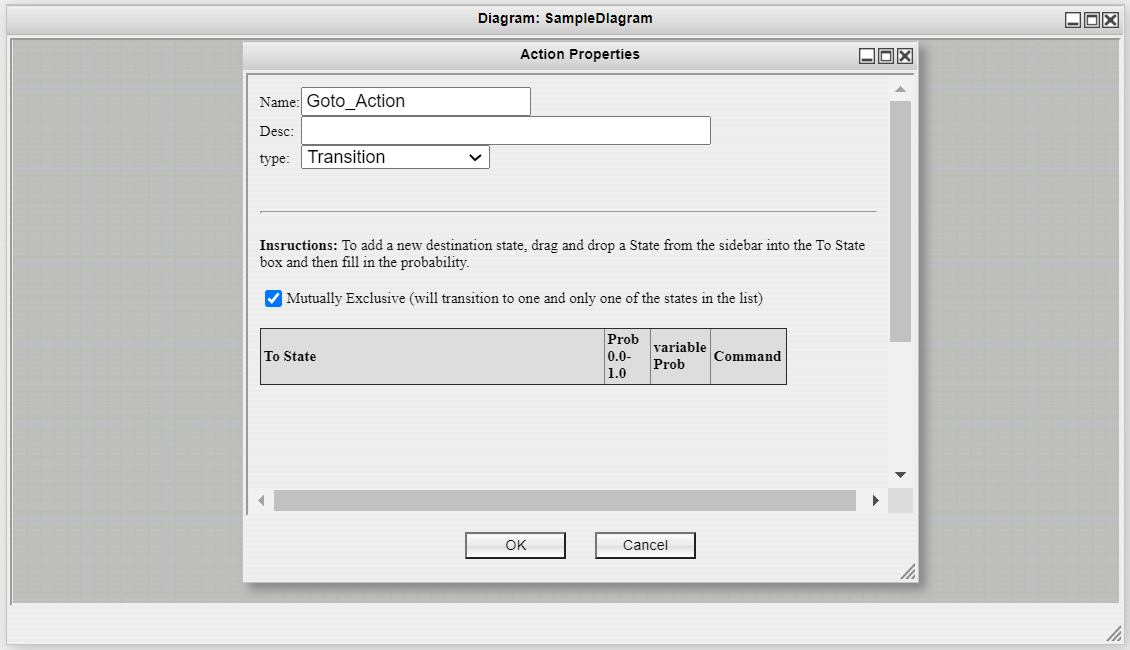 Diagram: SampleDIagram
Action Properties
Name: Goto_Action
Desc:
type: Transition
Insructions: To add a new destination state, drag and drop a State from the sidebar into the To State
box and then fill in the probability.
Mutually Exclusive (will transition to one and only one of the states in the list)
To State
Prob
0.0-
1.0
variable
Prob
Command
OK
Cancel